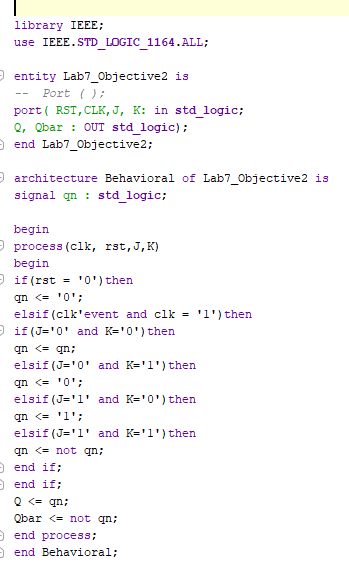 library IEEE;
use IEEE.STD_LOGIC_1164.ALL;
entity Lab7_Objective2 is
-- Port ( );
port( RST,CLK,J, K: in std_logic;
Q, Qbar : OUT std_logic);
end Lab7_Objective2;
architecture Behavioral of Lab7_Objective2 is
signal qn : std_logic;
begin
process(clk, rst,J,K)
begin
if(rst = '0')then
qn <= '0';
elsif(clk'event and clk = '1')then
if(J='0' and K='0')then
qn <= qn;
elsif(J='0' and K='1')then
qn <= '0';
elsif(J='1' and K='0')then
qn <= '1';
elsif(J='1' and K='1')then
qn <= not qn;
end if;
end if;
Q <= qn;
Qbar <= not qn;
end process;
end Behavioral;